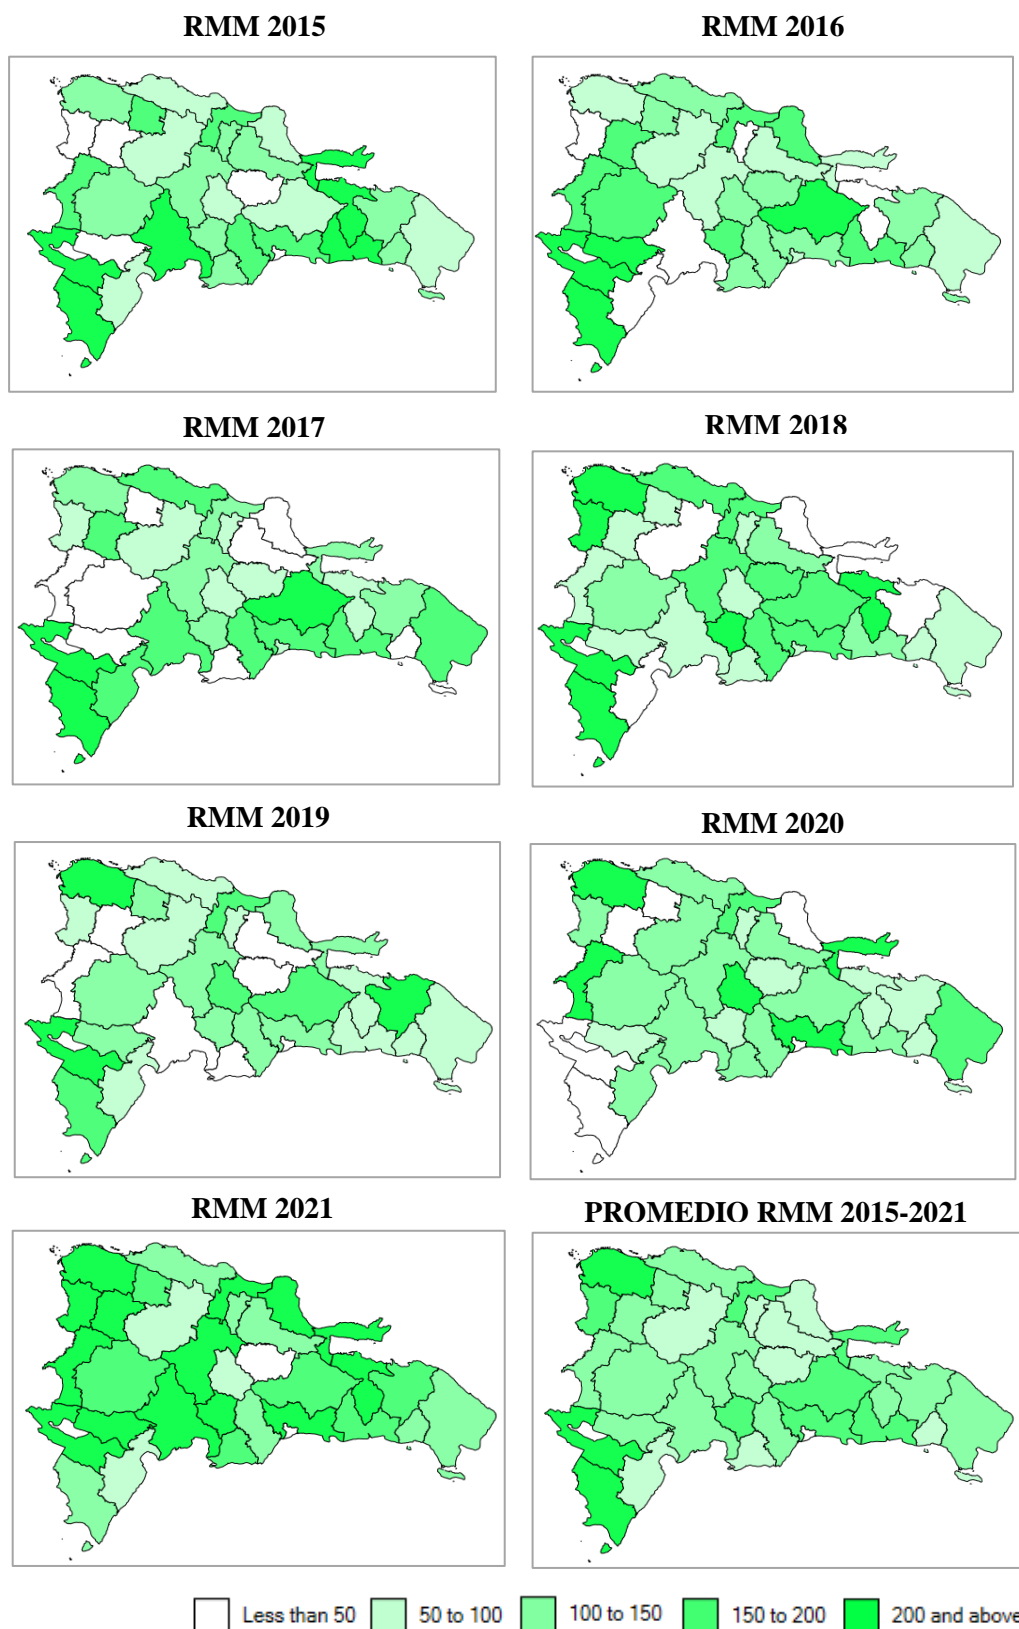 RMM 2015
RMM 2016
RMM 2017
RMM 2018
RMM 2019
RMM 2020
RMM 2021
PROMEDIO RMM 2015-2021
Less than 50
50 to 100
100 to 150
150 to 200
200 and above